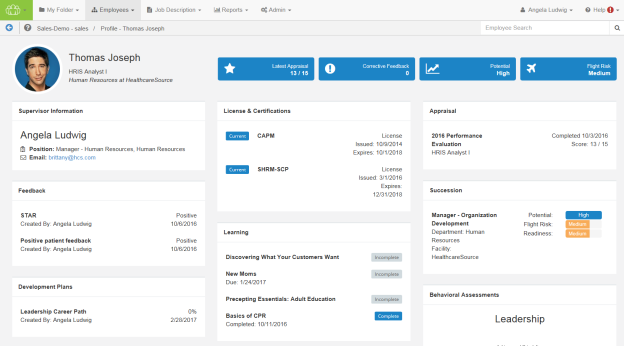 My Folder
Employees
Job Description
Reports
Admin
Angela Ludwig
Help
Sales-Demo - sales / Profile - Thomas Joseph
Employee Search
Thomas Joseph
HRIS Analyst I
Human Resources at HealthcareSource
Latest Appraisal
13 / 15
Corrective Feedback
0
Potential
High
Flight Risk
Medium
Supervisor Information
Angela Ludwig
Position: Manager - Human Resources, Human Resources
Email: brittany@hcs.com
Feedback
STAR Positive
Created By: Angela Ludwig 10/6/2016
Positive patient feedback Positive
Created By: Angela Ludwig 10/6/2016
Development Plans
Leadership Career Path 0%
Created By: Angela Ludwig 2/28/2017
License & Certifications
Current CAPM License
Issued: 10/9/2014
Expires: 10/1/2018
Current SHRM-SCP License
Issued: 3/1/2016
Expires:
12/31/2018
Learning
Discovering What Your Customers Want Incomplete
New Moms Incomplete
Due: 1/24/2017
Precepting Essentials: Adult Education Incomplete
Basics of CPR Complete
Completed: 10/11/2016
Appraisal
2016 Performance Completed 10/3/2016
Evaluation Score: 13 / 15
HRIS Analyst I
Succession
Manager - Organization Potential: High
Development Flight Risk: Medium
Department: Human Readiness: Medium
Resources
Facility:
HealthcareSource
Behavioral Assessments
Leadership